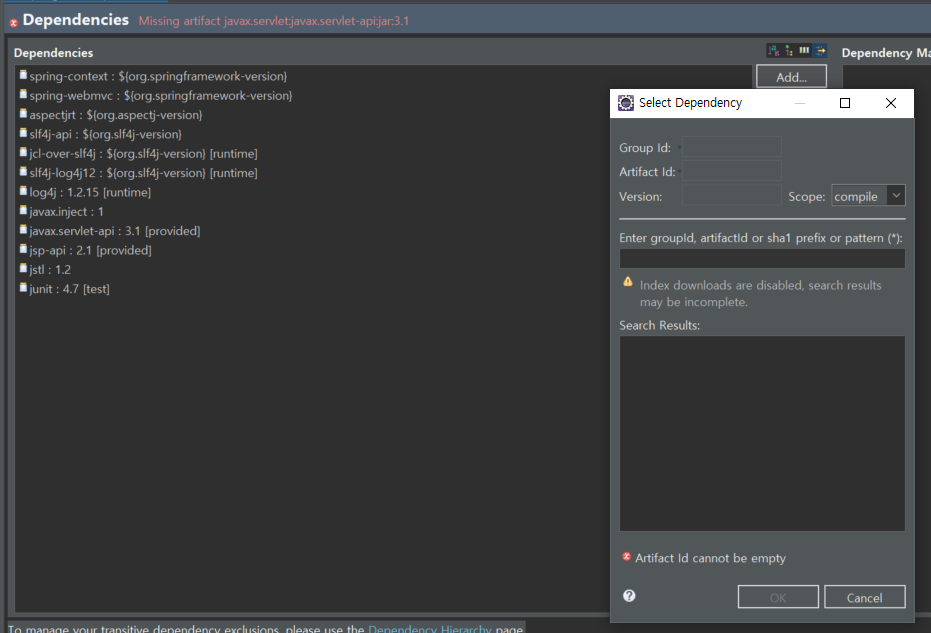 Dependencies Missing artifact javax.servlet:javax.servlet-api:jar:3.1
Dependencies
Add...
spring-context : ${org.springframework-version}
spring-webmvc : ${org.springframework-version}
aspectjrt : ${org.aspectj-version}
slf4j-api : ${org.slf4j-version}
jcl-over-slf4j : ${org.slf4j-version} [runtime]
slf4j-log4j12 : ${org.slf4j-version} [runtime]
log4j : 1.2.15 [runtime]
javax.inject : 1
javax.servlet-api : 3.1 [provided]
jsp-api : 2.1 [provided]
jstl : 1.2
junit : 4.7 [test]
Dependency Ma
Select Dependency
Group Id:
Artifact Id:
Version:
Scope: compile
Enter groupId, artifactId or sha1 prefix or pattern (*):
Index downloads are disabled, search results
may be incomplete.
Search Results:
Artifact Id cannot be empty
OK
Cancel
To manage your transitive dependency exclusions, please use the Dependency Hierarchy page.